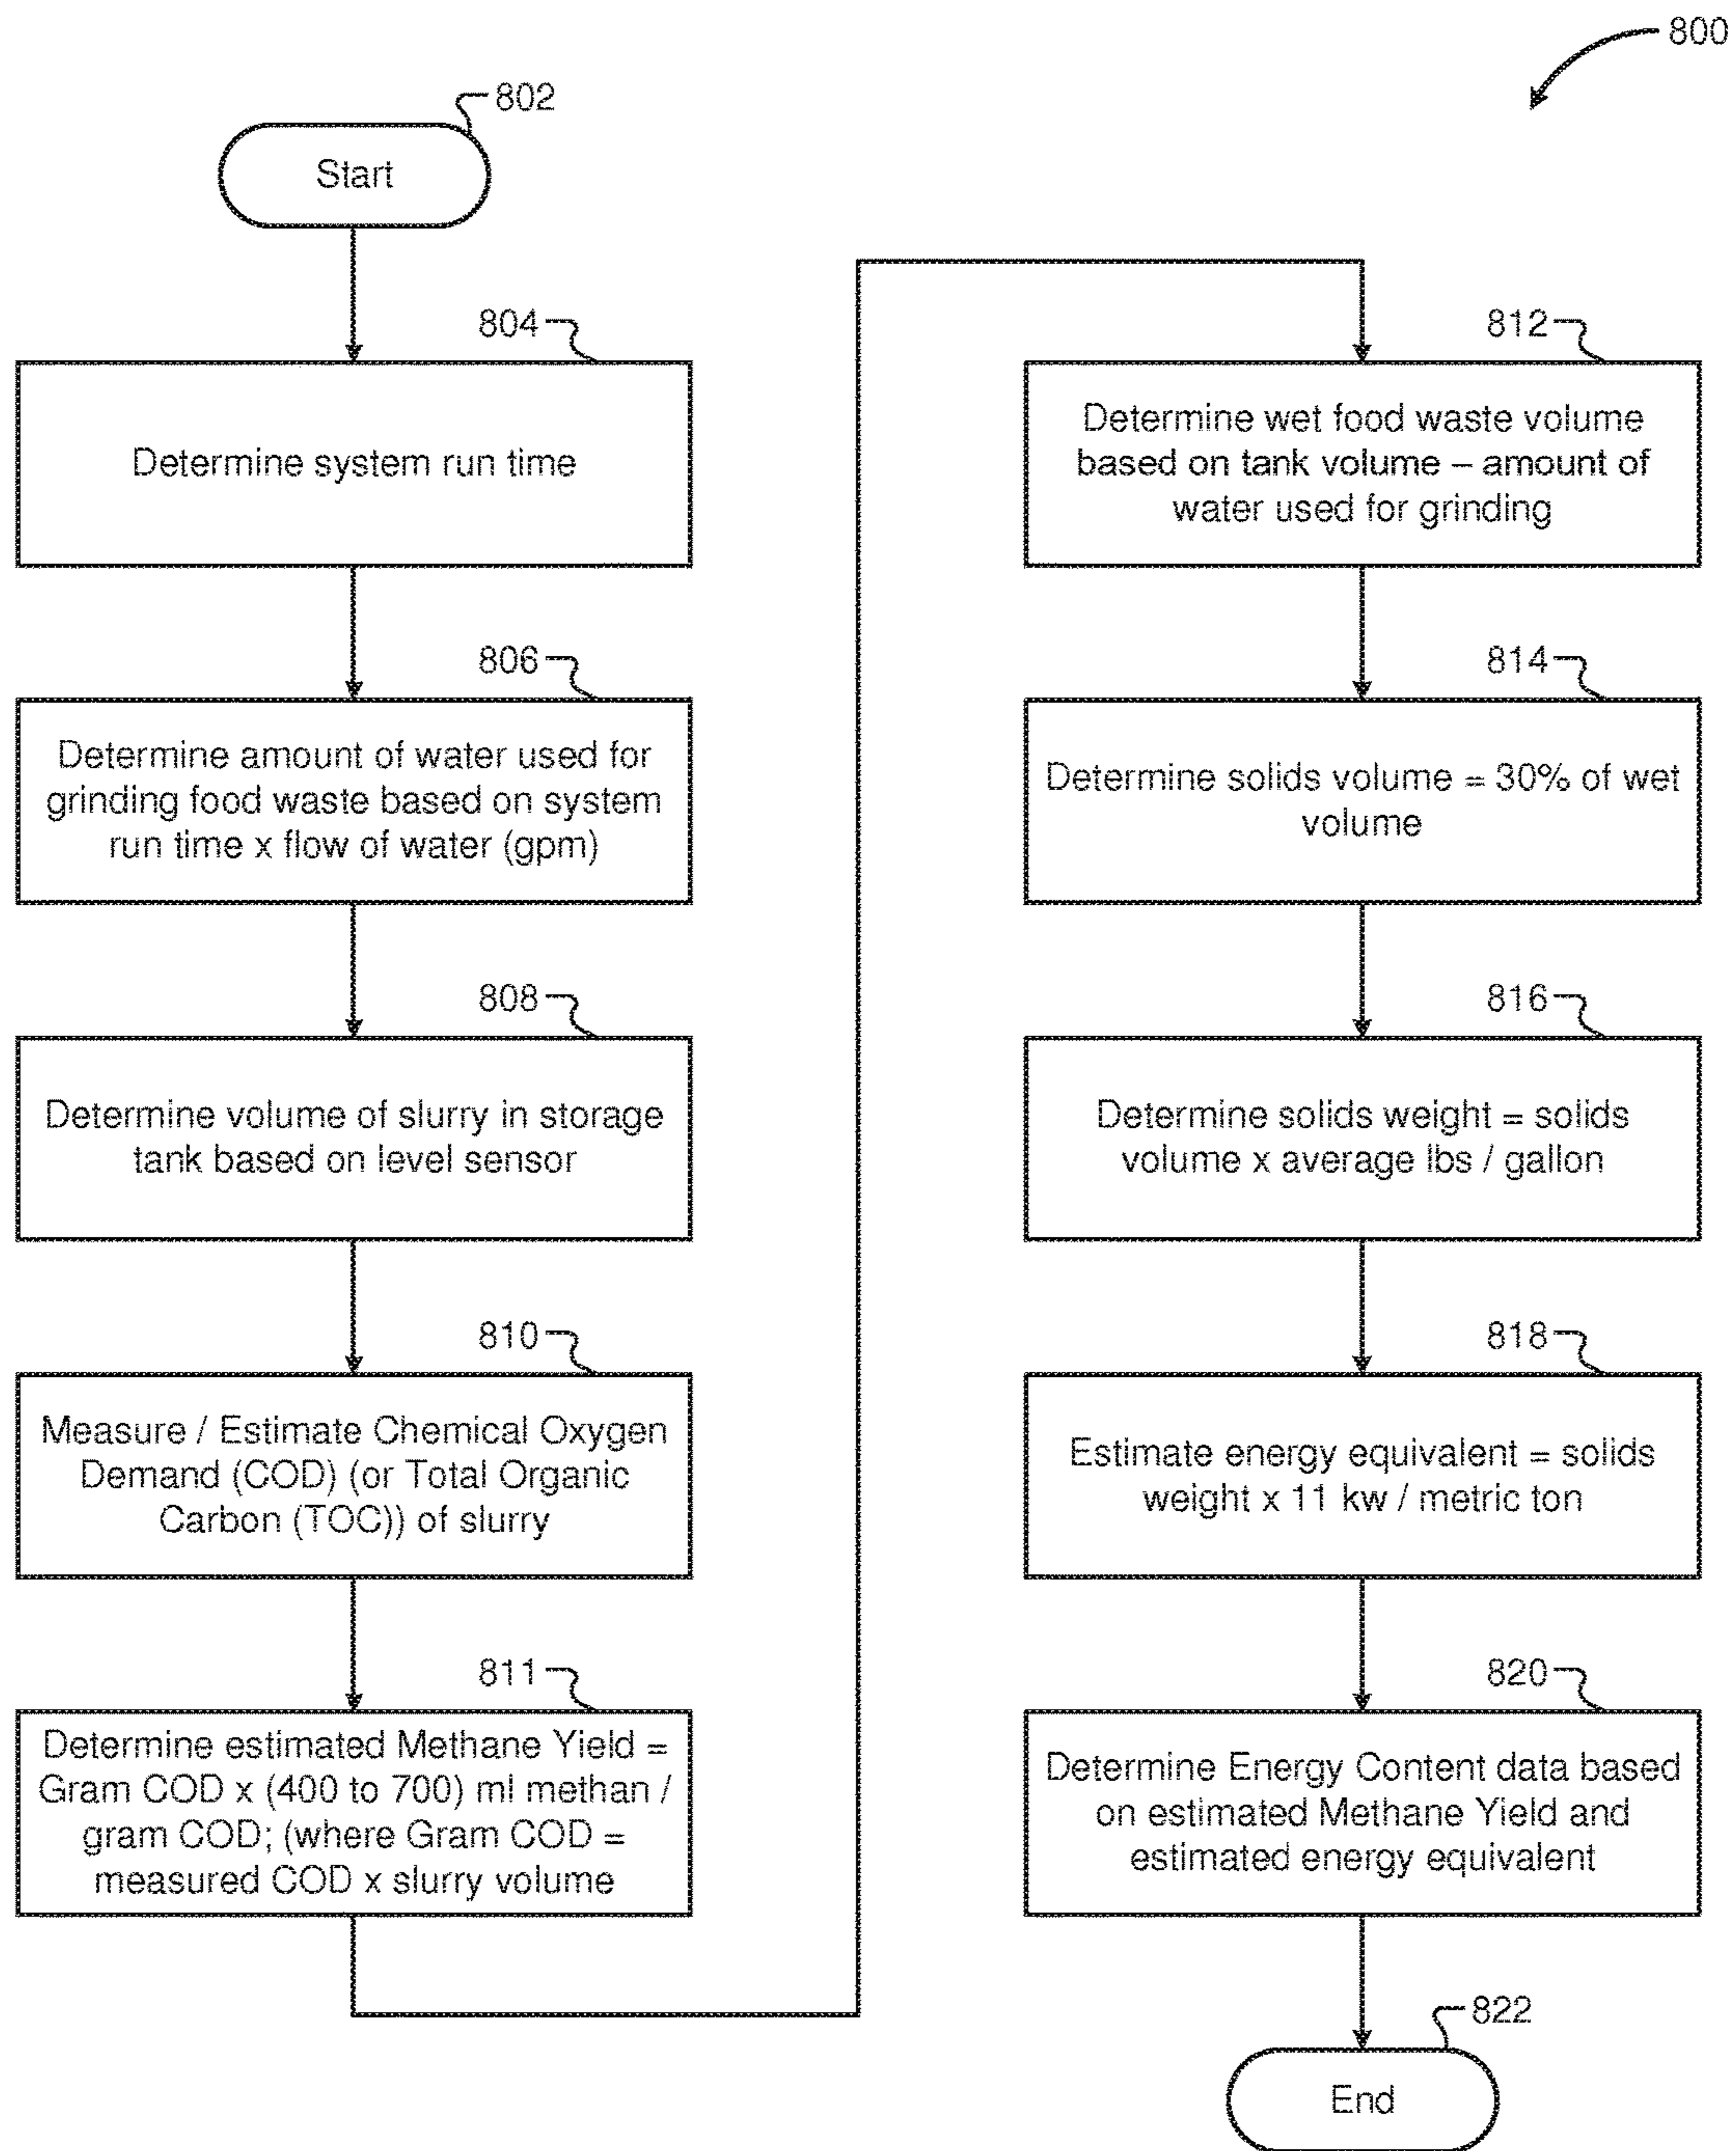 800
802
Start
804
Determine system run time
806
Determine amount of water used for
grinding food waste based on system
run time x flow of water (gpm)
808
Determine volume of slurry in storage
tank based on level sensor
810
Measure / Estimate Chemical Oxygen
Demand (COD) (or Total Organic
Carbon (TOC)) of slurry
811
Determine estimated Methane Yield =
Gram COD x (400 to 700) ml methan /
gram COD; (where Gram COD =
measured COD x slurry volume
812
Determine wet food waste volume
based on tank volume – amount of
water used for grinding
814
Determine solids volume = 30% of wet
volume
816
Determine solids weight = solids
volume x average lbs / gallon
818
Estimate energy equivalent = solids
weight x 11 kw / metric ton
820
Determine Energy Content data based
on estimated Methane Yield and
estimated energy equivalent
822
End